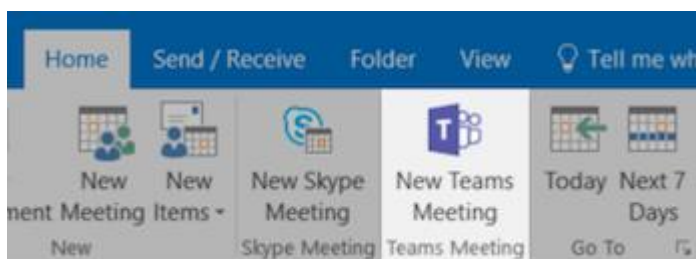 Home Send / Receive Folder View Tell me wh
New New New Skype New Teams Today Next 7
ment Meeting Items Meeting Meeting Days
New Skype Meeting Teams Meeting Go To